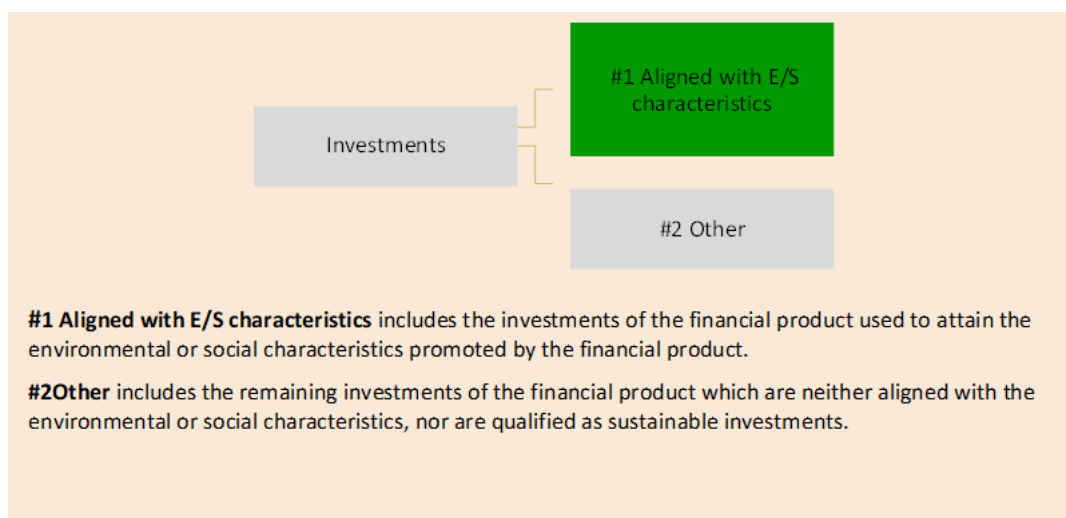 #1 Aligned with E/S
characteristics
Investments
#2 Other
#1 Aligned with E/S characteristics includes the investments of the financial product used to attain the
environmental or social characteristics promoted by the financial product.
#2Other includes the remaining investments of the financial product which are neither aligned with the
environmental or social characteristics, nor are qualified as sustainable investments.